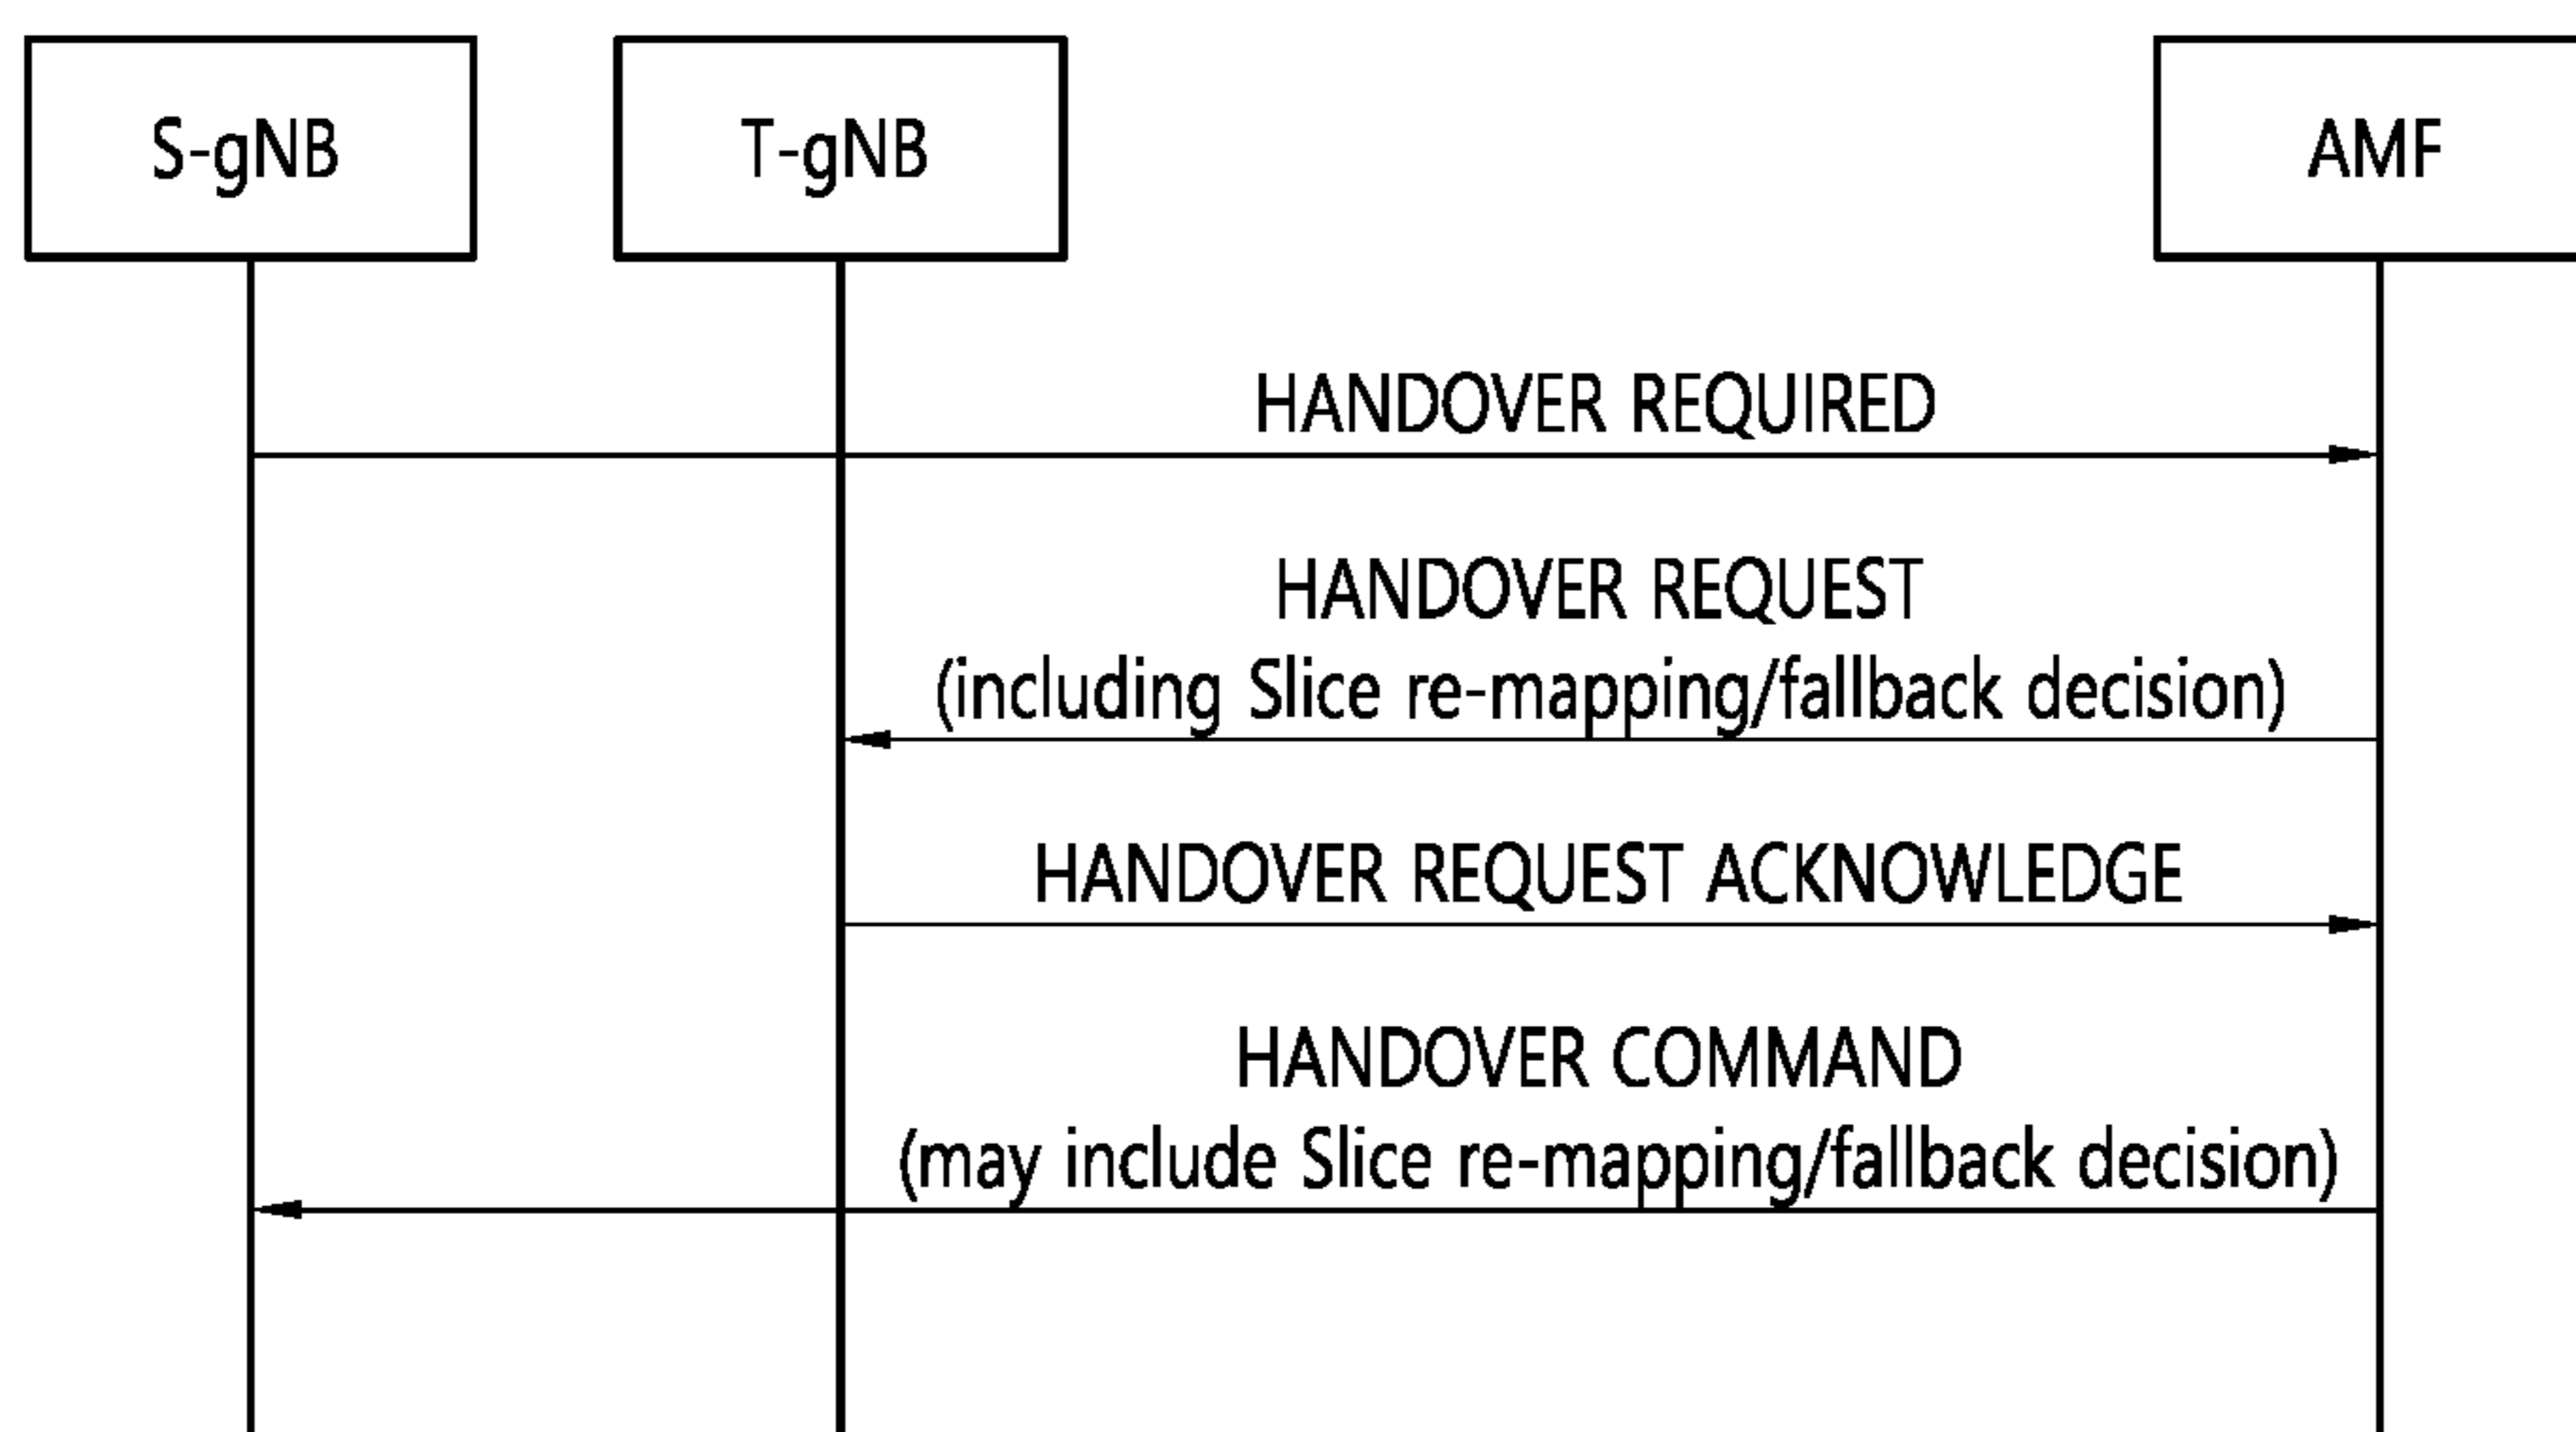 S-gNB
T-gNB
AMF
HANDOVER REQUIRED
HANDOVER REQUEST
(including Slice re-mapping/fallback decision)
HANDOVER REQUEST ACKNOWLEDGE
HANDOVER COMMAND
(may include Slice re-mapping/fallback decision)